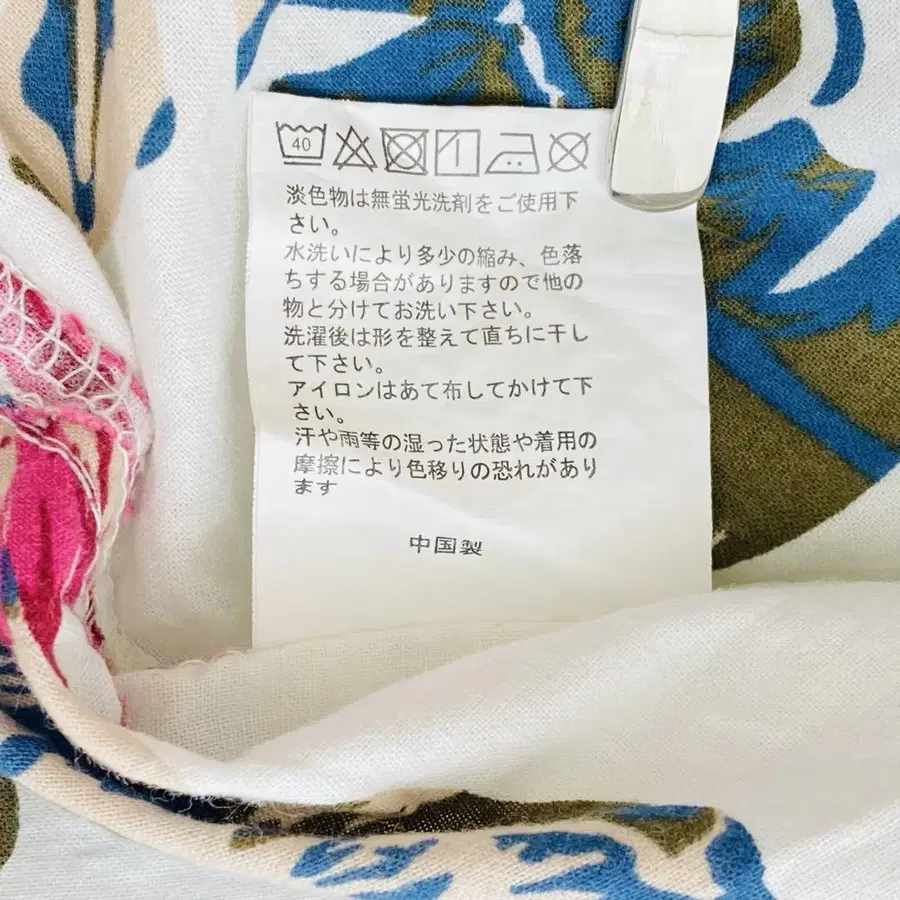 40
淡色物は無蛍光洗剤をご使用下
さい。
水洗いにより多少の縮み、色落
ちする場合がありますので他の
物と分けてお洗い下さい。
洗濯後は形を整えて直ちに干し
て下さい。
アイロンはあて布してかけて下
さい。
汗や雨等の湿った状態や着用の
摩擦により色移りの恐れがあり
ます
中国製